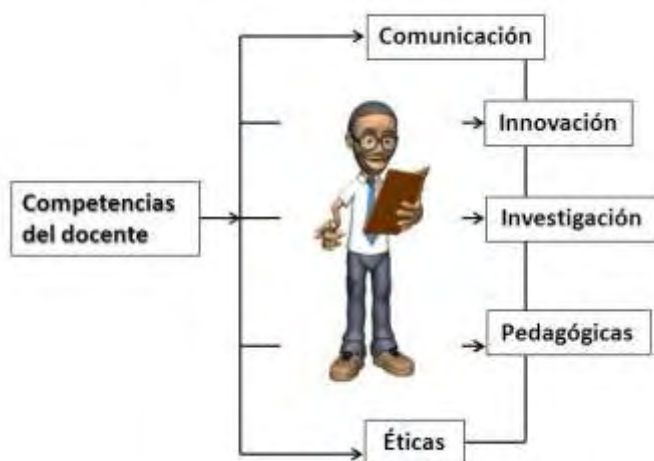 Comunicación
Innovación
Competencias
del docente
Investigación
Pedagógicas
Éticas